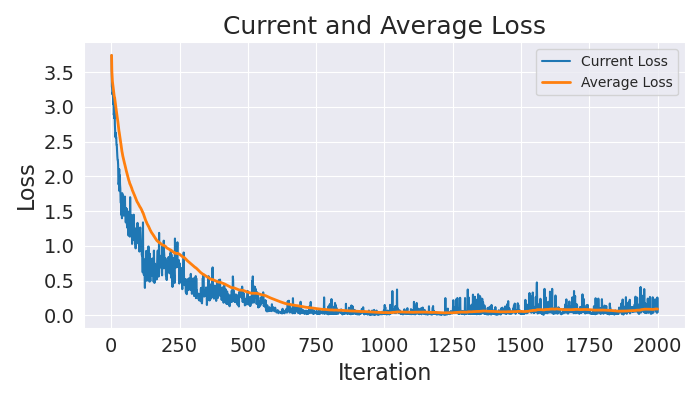 Current and Average Loss
Current Loss
Average Loss
Loss
3.5
3.0
2.5
2.0
1.5
1.0
0.5
0.0
0 250 500 750 1000 1250 1500 1750 2000
Iteration